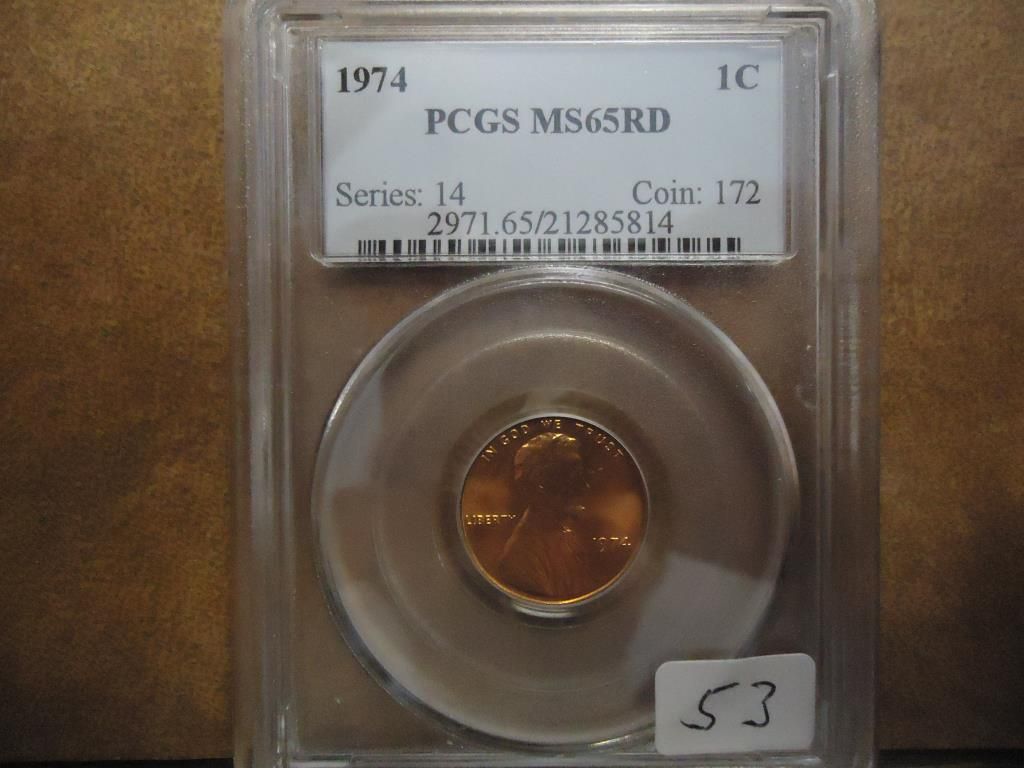 1974 1C
PCGS MS65RD
Series: 14 Coin: 172
2971.65/21285814
IN GOD WE TRUST
LIBERTY
1974
53